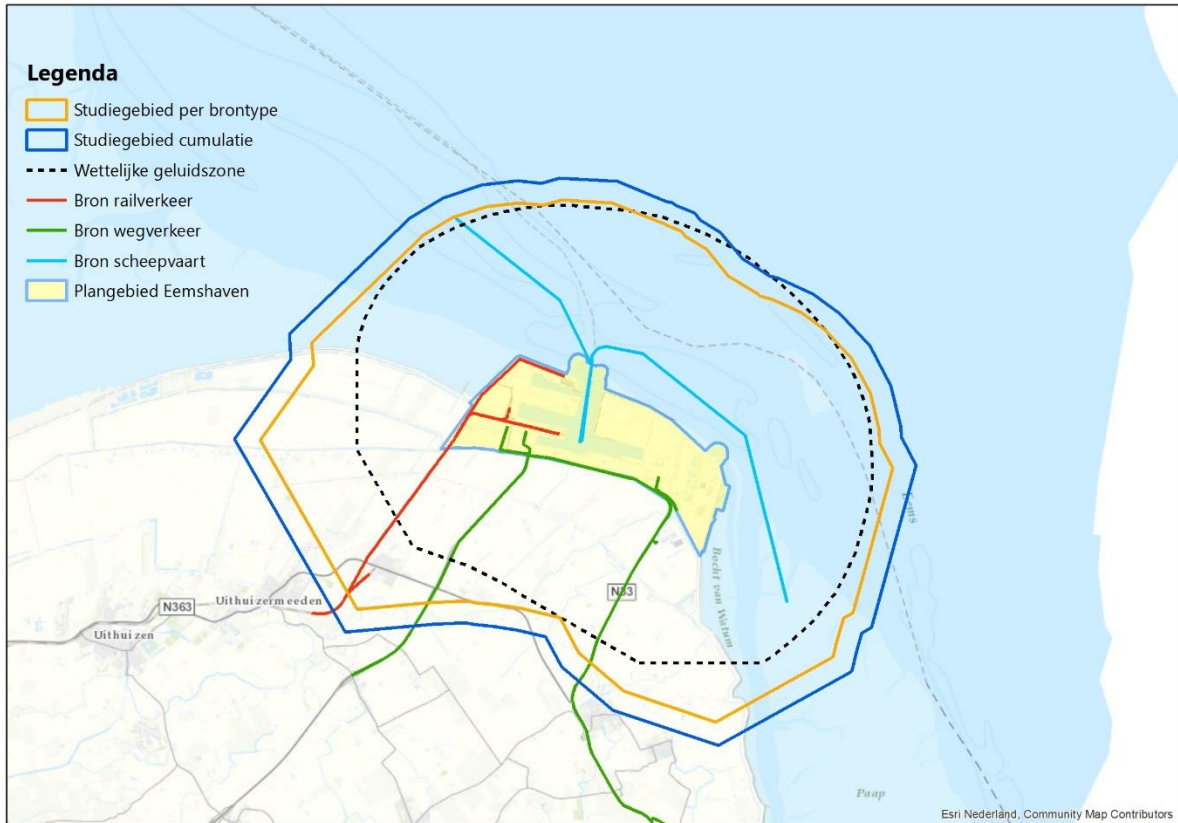 Legenda
Studiegebied per brontype
Studiegebied cumulatie
Wettelijke geluidszone
Bron railverkeer
Bron wegverkeer
Bron scheepvaart
Plangebied Eemshaven
Eems
Bocht van Watum
N33
Uithuizermeeden
N363
Uithuizen
Paap
Esri Nederland, Community Map Contributors